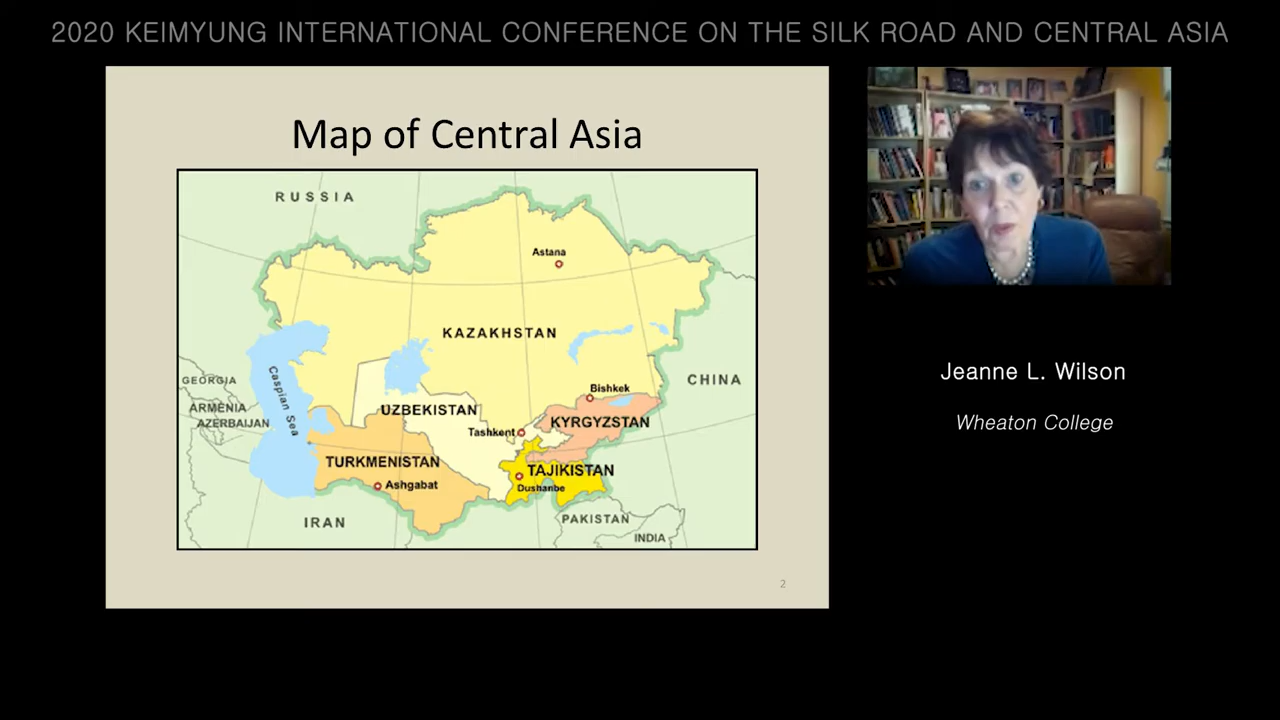 2020 KEIMYUNG INTERNATIONAL CONFERENCE ON THE SILK ROAD AND CENTRAL ASIA
Map of Central Asia
RUSSIA
Astana
KAZAKHSTAN
Caspian Sea
GEORGIA
ARMENIA
AZERBAIJAN
CHINA
Bishkek
UZBEKISTAN
KYRGYZSTAN
Tashkent
TURKMENISTAN
TAJIKISTAN
Ashgabat
Dushanbe
IRAN
PAKISTAN
INDIA
2
Jeanne L. Wilson
Wheaton College